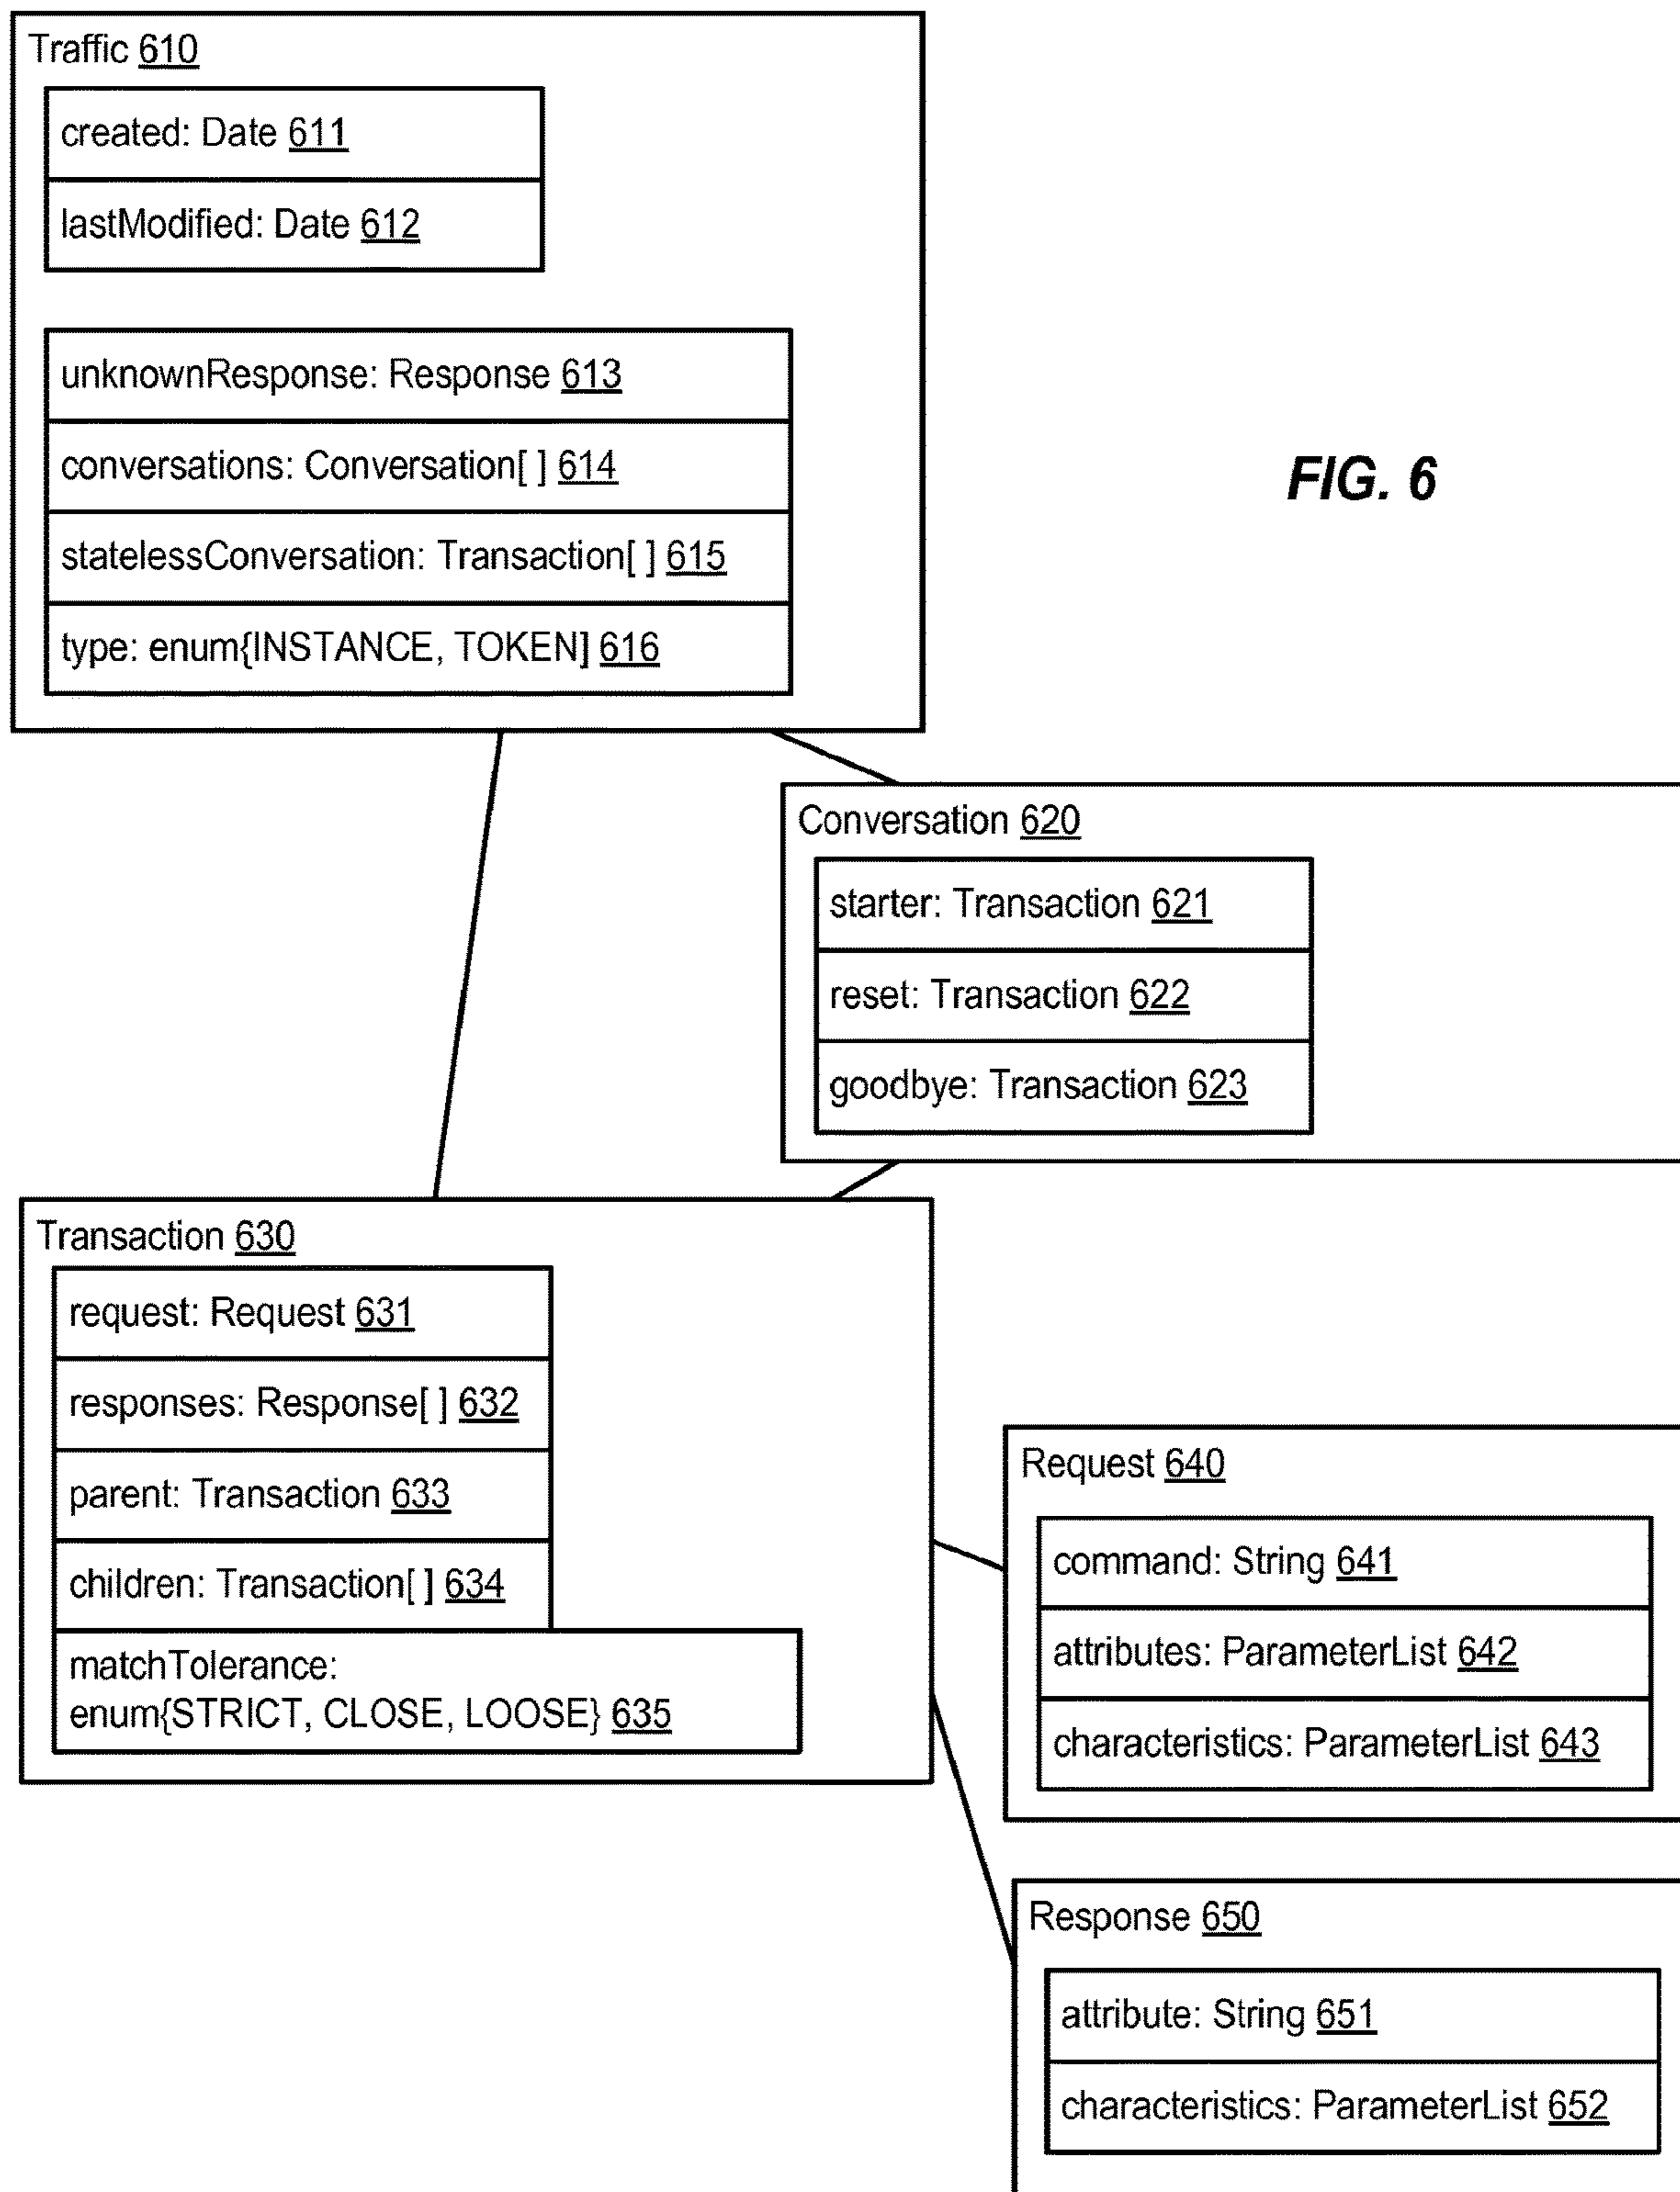 Traffic 610
created: Date 611
lastModified: Date 612
unknownResponse: Response 613
conversations: Conversation[ ] 614
statelessConversation: Transaction[ ] 615
type: enum{INSTANCE, TOKEN] 616
FIG. 6
Conversation 620
starter: Transaction 621
reset: Transaction 622
goodbye: Transaction 623
Transaction 630
request: Request 631
responses: Response[ ] 632
parent: Transaction 633
children: Transaction[ ] 634
matchTolerance:
enum{STRICT, CLOSE, LOOSE} 635
Request 640
command: String 641
attributes: ParameterList 642
characteristics: ParameterList 643
Response 650
attribute: String 651
characteristics: ParameterList 652